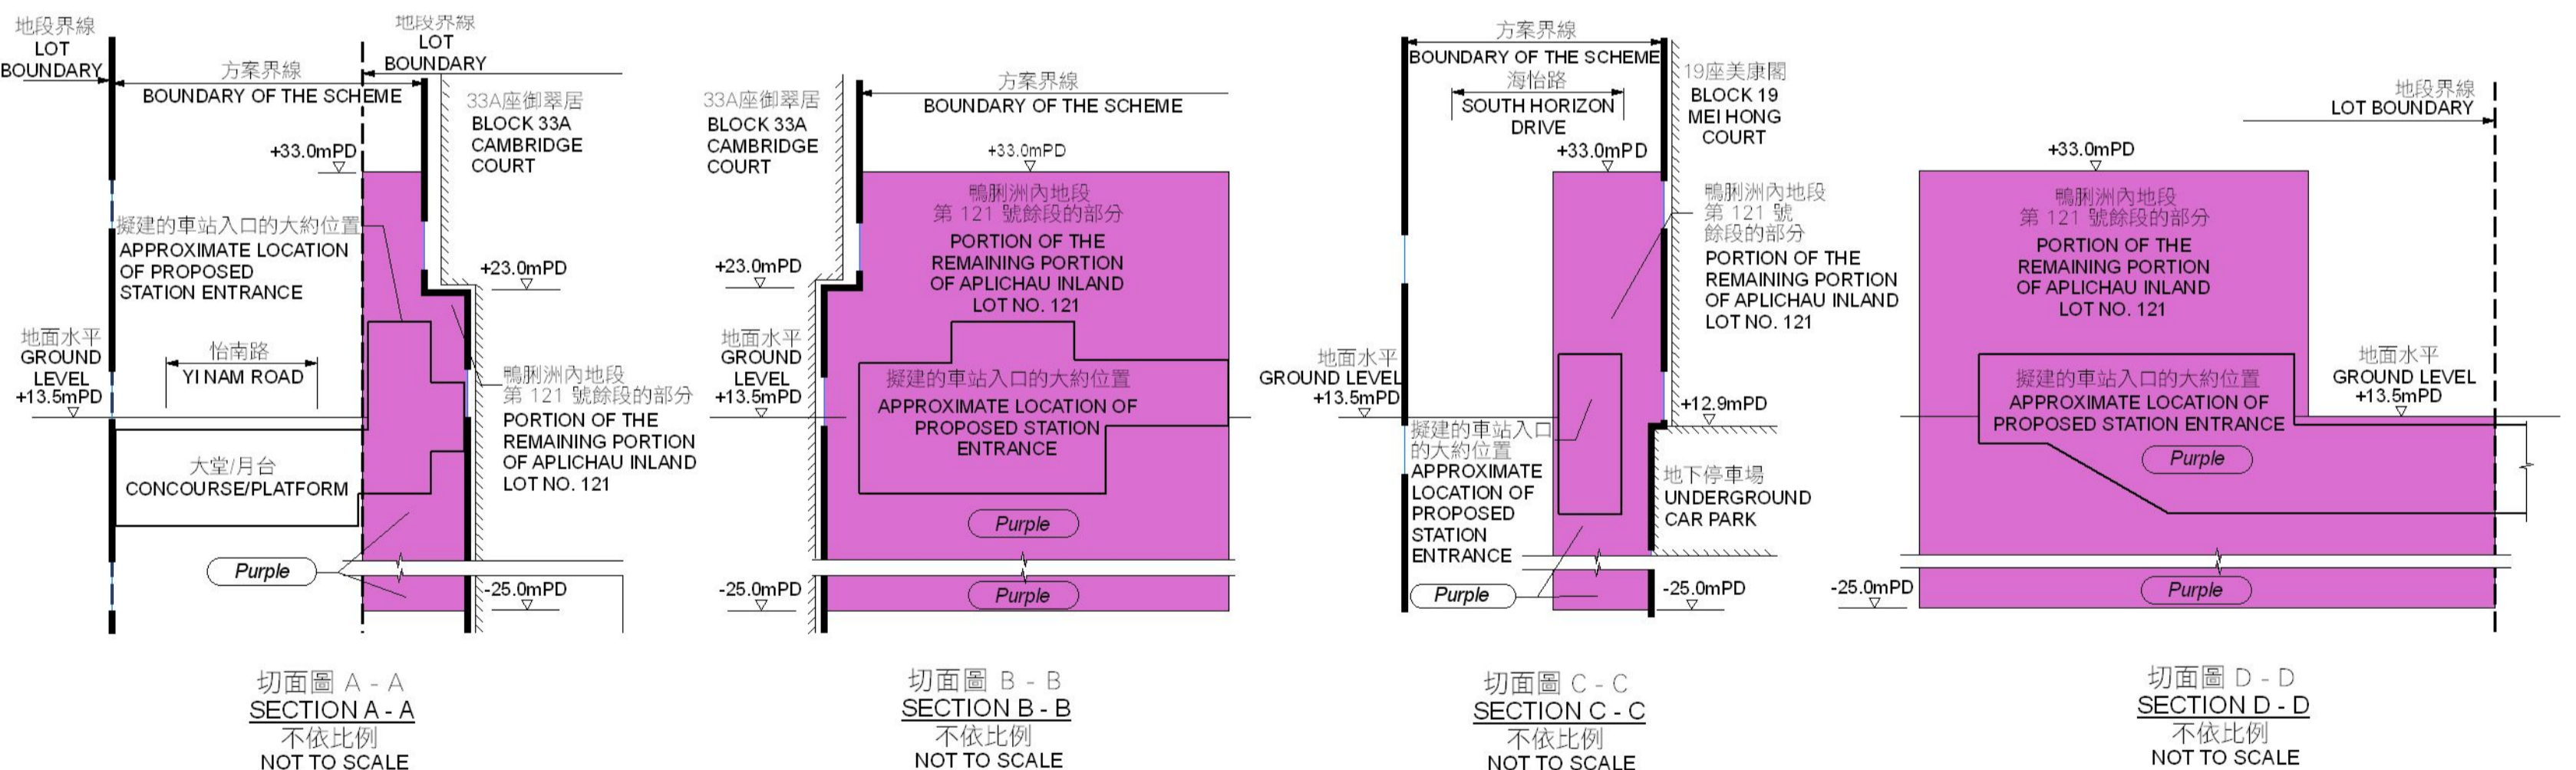 地段界線
LOT
BOUNDARY
方案界線
BOUNDARY OF THE SCHEME
地段界線
LOT
BOUNDARY
33A座御翠居
BLOCK 33A
CAMBRIDGE
COURT
+33.0mPD
擬建的車站入口的大約位置
APPROXIMATE LOCATION
OF PROPOSED
STATION ENTRANCE
+23.0mPD
地面水平
GROUND
LEVEL
+13.5mPD
怡南路
YI NAM ROAD
鴨脷洲內地段
第 121 號餘段的部分
PORTION OF THE
REMAINING PORTION
OF APLICHAU INLAND
LOT NO. 121
大堂/月台
CONCOURSE/PLATFORM
Purple
-25.0mPD
切面圖 A - A
SECTION A - A
不依比例
NOT TO SCALE
33A座御翠居
BLOCK 33A
CAMBRIDGE
COURT
方案界線
BOUNDARY OF THE SCHEME
+33.0mPD
鴨脷洲內地段
第 121 號餘段的部分
PORTION OF THE
REMAINING PORTION
OF APLICHAU INLAND
LOT NO. 121
+23.0mPD
地面水平
GROUND
LEVEL
+13.5mPD
擬建的車站入口的大約位置
APPROXIMATE LOCATION OF
PROPOSED STATION
ENTRANCE
Purple
-25.0mPD
Purple
切面圖 B - B
SECTION B - B
不依比例
NOT TO SCALE
方案界線
BOUNDARY OF THE SCHEME
海怡路
SOUTH HORIZON
DRIVE
19座美康閣
BLOCK 19
MEI HONG
COURT
+33.0mPD
鴨脷洲內地段
第 121 號
餘段的部分
PORTION OF THE
REMAINING PORTION
OF APLICHAU INLAND
LOT NO. 121
地面水平
GROUND LEVEL
+13.5mPD
+12.9mPD
擬建的車站入口
的大約位置
APPROXIMATE
LOCATION OF
PROPOSED
STATION
ENTRANCE
地下停車場
UNDERGROUND
CAR PARK
Purple
-25.0mPD
切面圖 C - C
SECTION C - C
不依比例
NOT TO SCALE
地段界線
LOT BOUNDARY
+33.0mPD
鴨脷洲內地段
第 121 號餘段的部分
PORTION OF THE
REMAINING PORTION
OF APLICHAU INLAND
LOT NO. 121
地面水平
GROUND LEVEL
+13.5mPD
擬建的車站入口的大約位置
APPROXIMATE LOCATION OF
PROPOSED STATION ENTRANCE
Purple
-25.0mPD
Purple
切面圖 D - D
SECTION D - D
不依比例
NOT TO SCALE